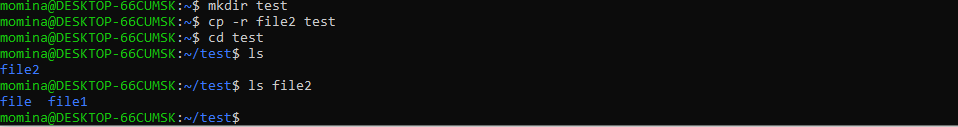 momina@DESKTOP-66CUMSK:~$ mkdir test
momina@DESKTOP-66CUMSK:~$ cp -r file2 test
momina@DESKTOP-66CUMSK:~$ cd test
momina@DESKTOP-66CUMSK:~/test$ ls
file2
momina@DESKTOP-66CUMSK:~/test$ ls file2
file  file1
momina@DESKTOP-66CUMSK:~/test$